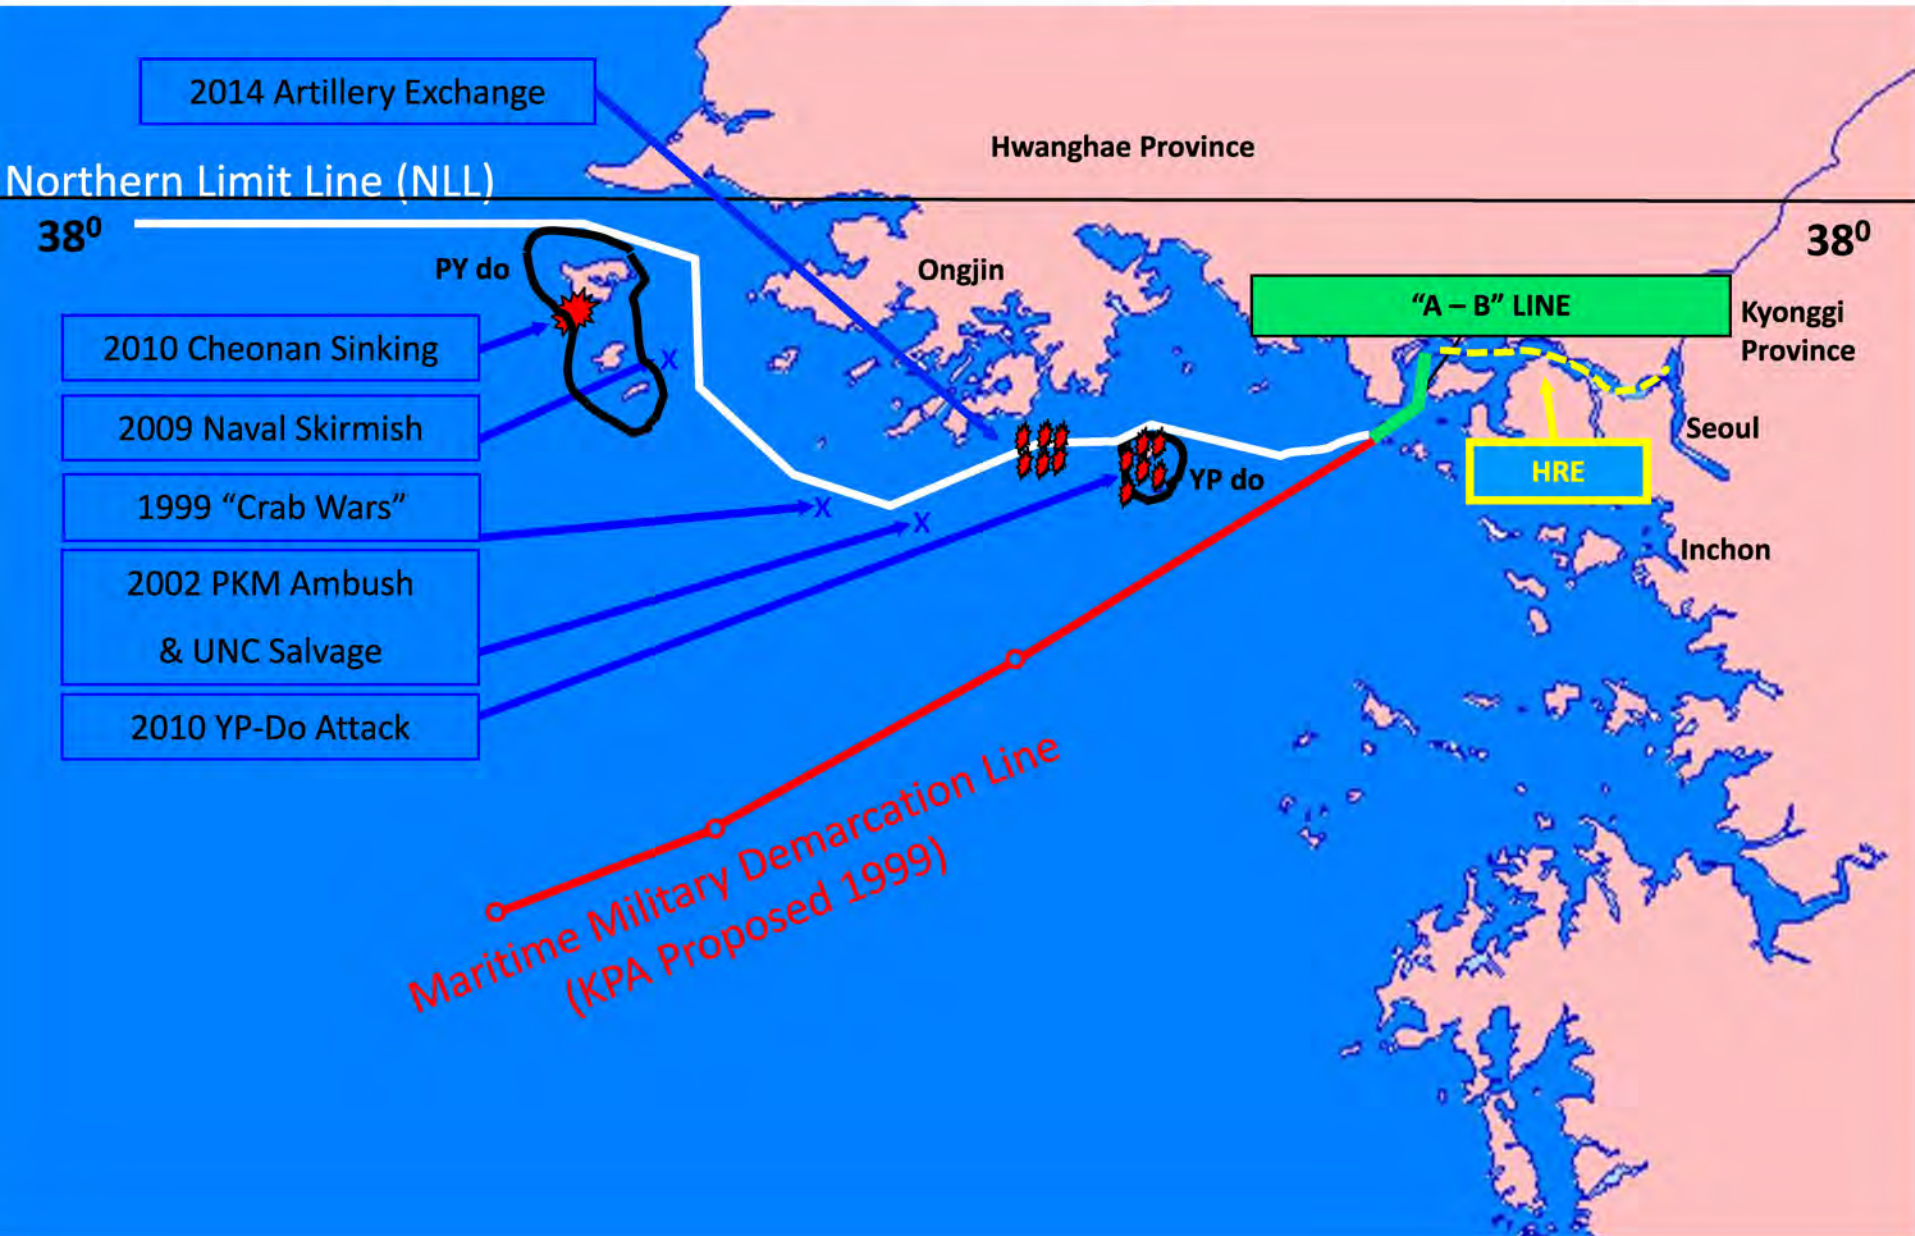 2014 Artillery Exchange
Hwanghae Province
Northern Limit Line (NLL)
38⁰
38⁰
PY do
Ongjin
"A – B" LINE
Kyonggi
Province
2010 Cheonan Sinking
X
2009 Naval Skirmish
Seoul
HRE
YP do
1999 "Crab Wars"
X
X
Inchon
2002 PKM Ambush
& UNC Salvage
2010 YP-Do Attack
Maritime Military Demarcation Line
(KPA Proposed 1999)